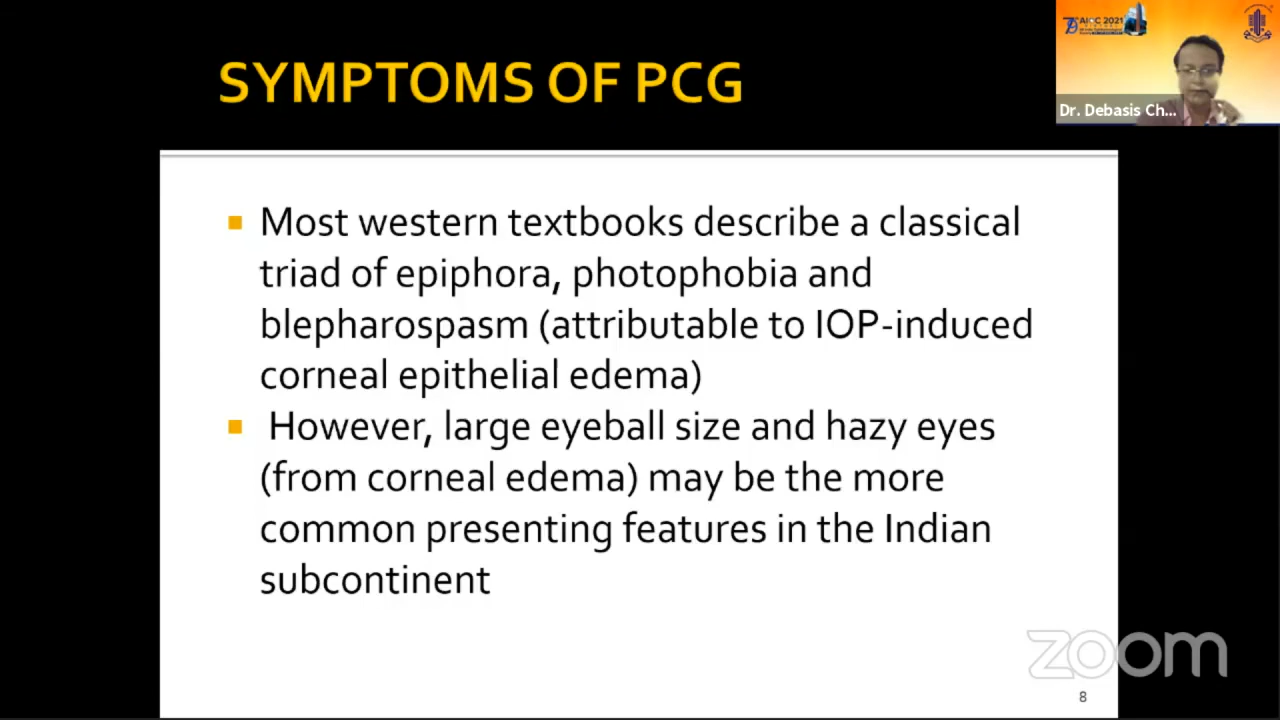 SYMPTOMS OF PCG
AIOC 2021
Dr. Debasis Ch...
■ Most western textbooks describe a classical
triad of epiphora, photophobia and
blepharospasm (attributable to IOP-induced
corneal epithelial edema)
■ However, large eyeball size and hazy eyes
(from corneal edema) may be the more
common presenting features in the Indian
subcontinent
zoom
8